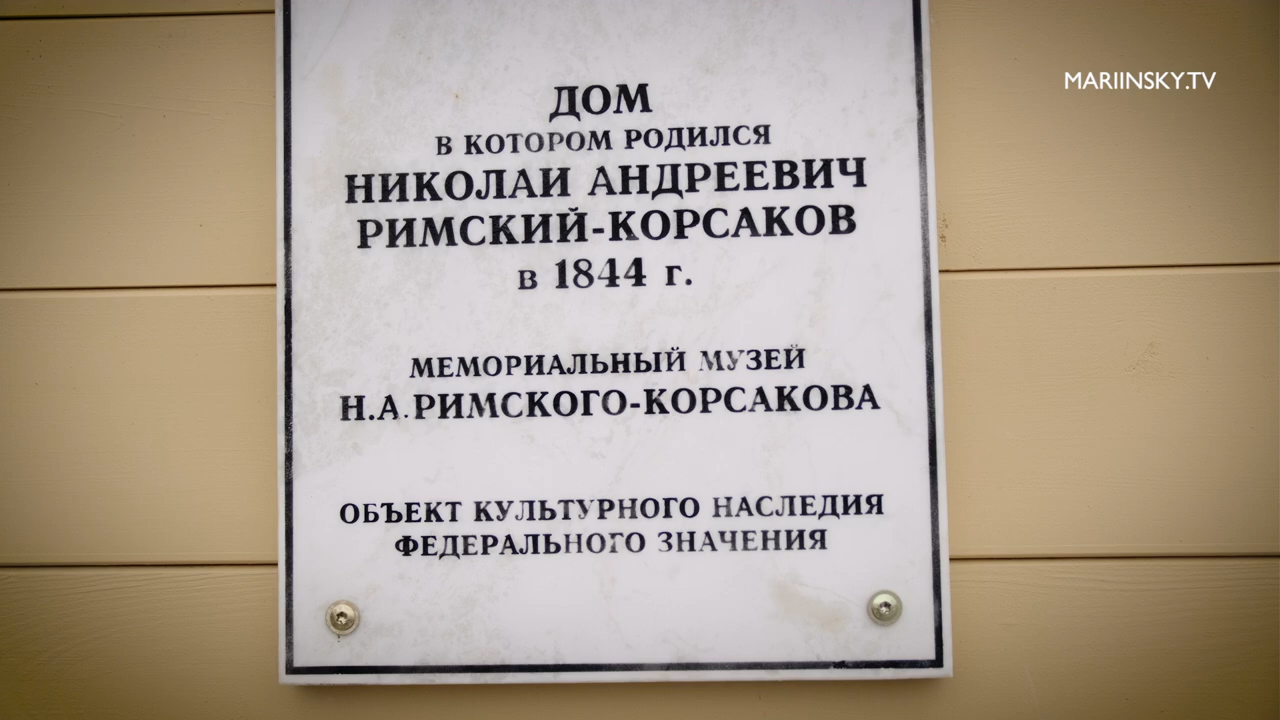 MARIINSKY.TV
ДОМ
В КОТОРОМ РОДИЛСЯ
НИКОЛАИ АНДРЕЕВИЧ
РИМСКИЙ-КОРСАКОВ
в 1844 г.
МЕМОРИАЛЬНЫЙ МУЗЕЙ
Н.А.РИМСКОГО-КОРСАКОВА
ОБЪЕКТ КУЛЬТУРНОГО НАСЛЕДИЯ
ФЕДЕРАЛЬНОГО ЗНАЧЕНИЯ